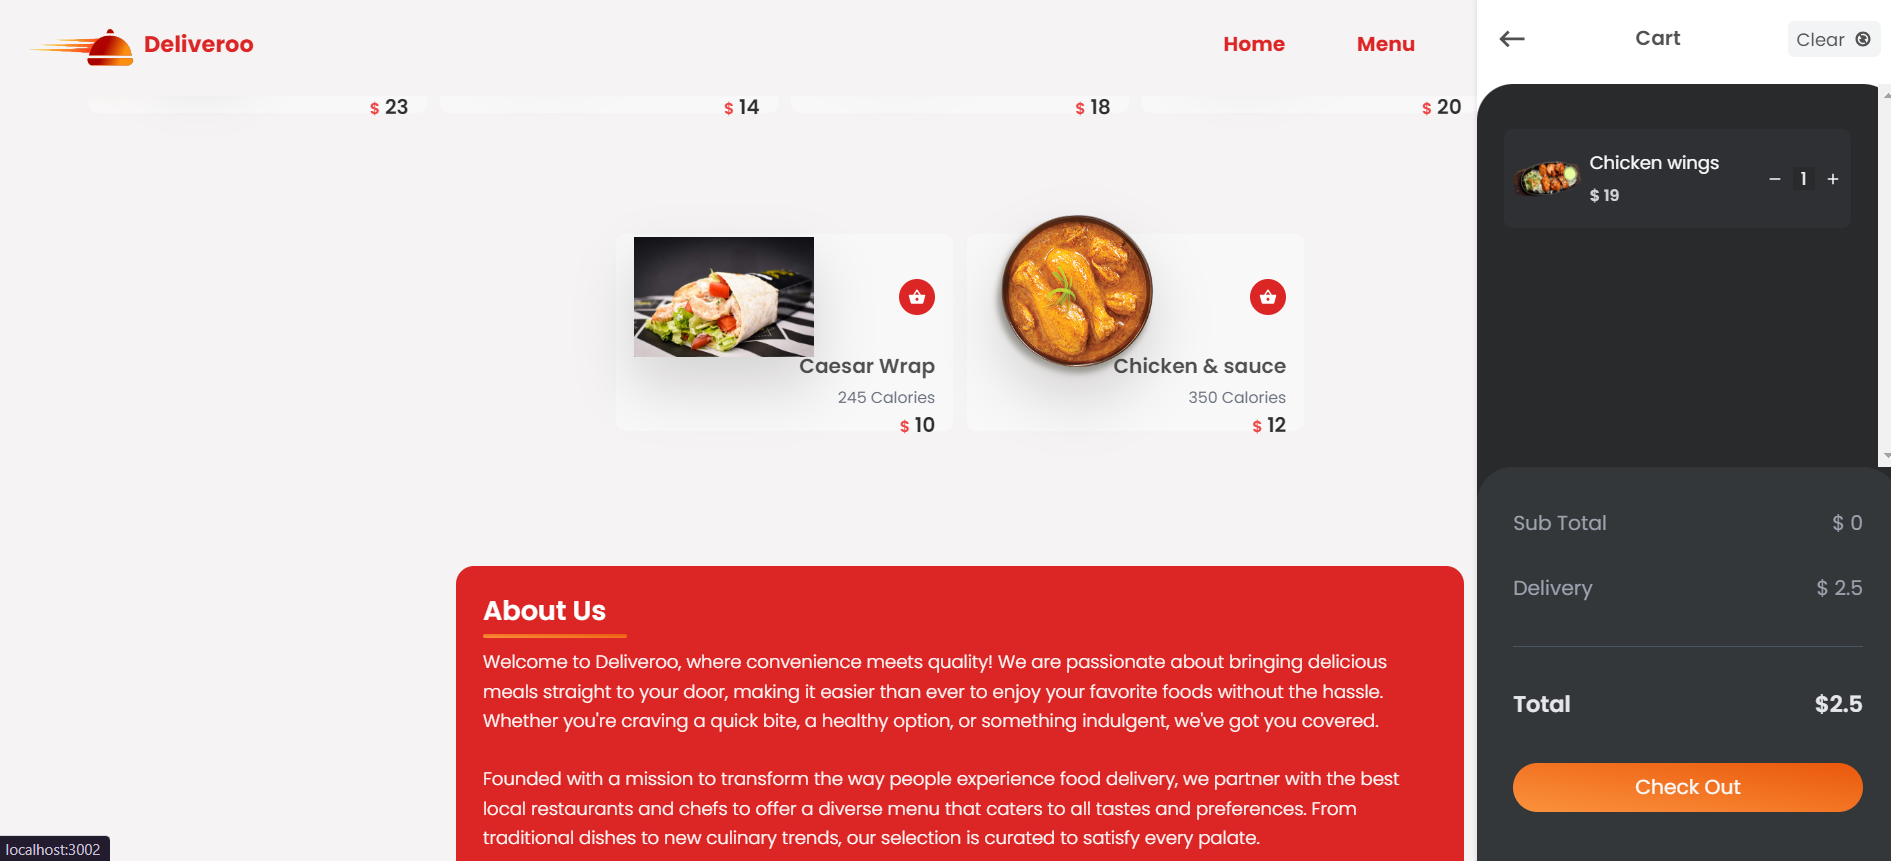 Deliveroo
Home
Menu
$ 23
$ 14
$ 18
$ 20
Caesar Wrap
245 Calories
$ 10
Chicken & sauce
350 Calories
$ 12
About Us
Welcome to Deliveroo, where convenience meets quality! We are passionate about bringing delicious
meals straight to your door, making it easier than ever to enjoy your favorite foods without the hassle.
Whether you're craving a quick bite, a healthy option, or something indulgent, we've got you covered.
Founded with a mission to transform the way people experience food delivery, we partner with the best
local restaurants and chefs to offer a diverse menu that caters to all tastes and preferences. From
traditional dishes to new culinary trends, our selection is curated to satisfy every palate.
localhost:3002
Cart
Clear
Chicken wings
$ 19
− 1 +
Sub Total
$ 0
Delivery
$ 2.5
Total
$2.5
Check Out